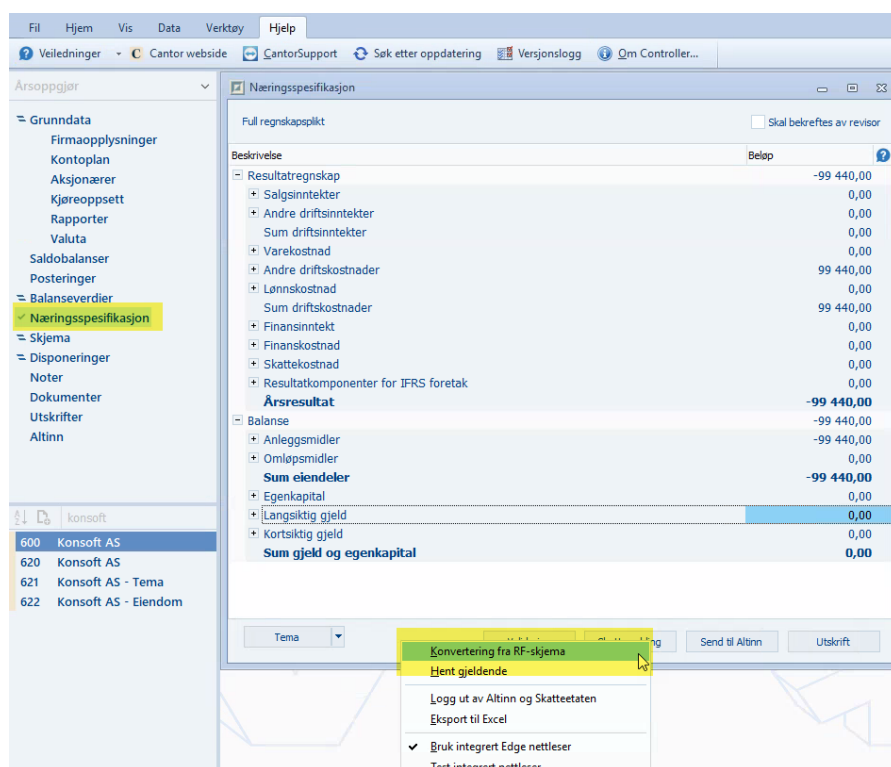 Fil Hjem Vis Data Verktøy Hjelp
Veiledninger C Cantor webside CantorSupport Søk etter oppdatering Versjonslogg Om Controller...
Årsoppgjør
Grunndata
Firmaopplysninger
Kontoplan
Aksjonærer
Kjøreoppsett
Rapporter
Valuta
Saldobalanser
Posteringer
Balanseverdier
Næringsspesifikasjon
Skjema
Disponeringer
Noter
Dokumenter
Utskrifter
Altinn
konsoft
600 Konsoft AS
620 Konsoft AS
621 Konsoft AS - Tema
622 Konsoft AS - Eiendom
Næringsspesifikasjon
Full regnskapsplikt Skal bekreftes av revisor
Beskrivelse Beløp
Resultatregnskap -99 440,00
Salgsinntekter 0,00
Andre driftsinntekter 0,00
Sum driftsinntekter 0,00
Varekostnad 0,00
Andre driftskostnader 99 440,00
Lønnskostnad 0,00
Sum driftskostnader 99 440,00
Finansinntekt 0,00
Finanskostnad 0,00
Skattekostnad 0,00
Resultatkomponenter for IFRS foretak 0,00
Årsresultat -99 440,00
Balanse -99 440,00
Anleggsmidler -99 440,00
Omløpsmidler 0,00
Sum eiendeler -99 440,00
Egenkapital 0,00
Langsiktig gjeld 0,00
Kortsiktig gjeld 0,00
Sum gjeld og egenkapital 0,00
Tema Send til Altinn Utskrift
Konvertering fra RF-skjema
Hent gjeldende
Logg ut av Altinn og Skatteetaten
Eksport til Excel
Bruk integrert Edge nettleser
Test integrert nettleser